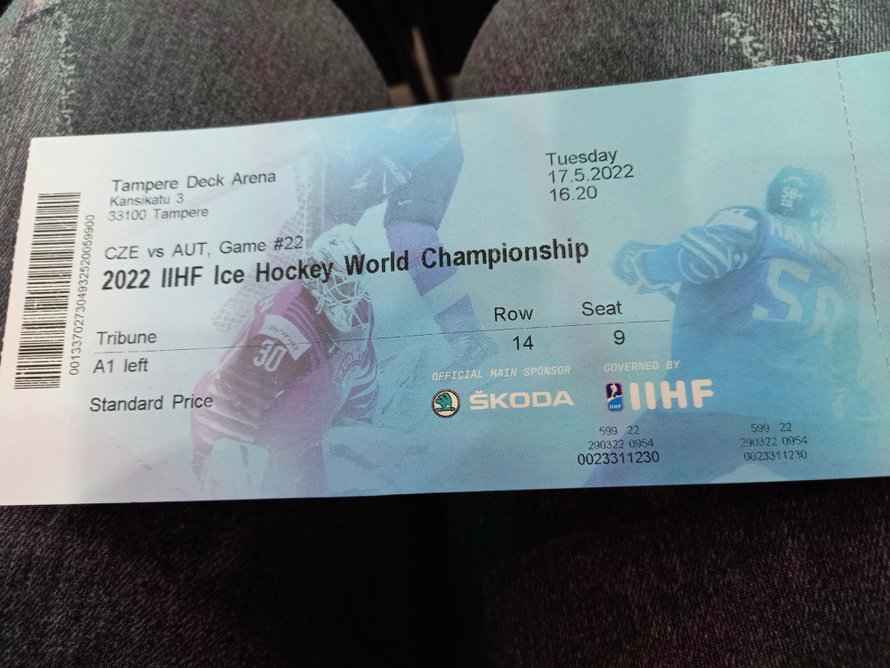 Tampere Deck Arena
Kansikatu 3
33100 Tampere
Tuesday
17.5.2022
16.20
CZE vs AUT, Game #22
2022 IIHF Ice Hockey World Championship
Tribune
Row
Seat
A1 left
14
9
Standard Price
OFFICIAL MAIN SPONSOR
ŠKODA
GOVERNED BY
IIHF
599 22
290322 0954
0023311230
599 22
290322 0954
0023311230
00133702730493252005990​0
30